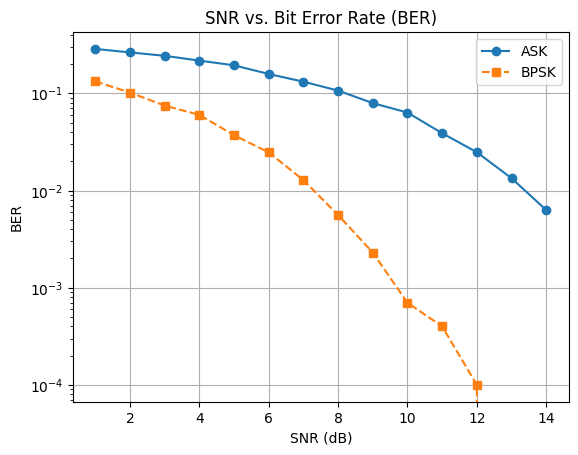 SNR vs. Bit Error Rate (BER)
ASK
BPSK
BER
10⁻¹
10⁻²
10⁻³
10⁻⁴
2 4 6 8 10 12 14
SNR (dB)